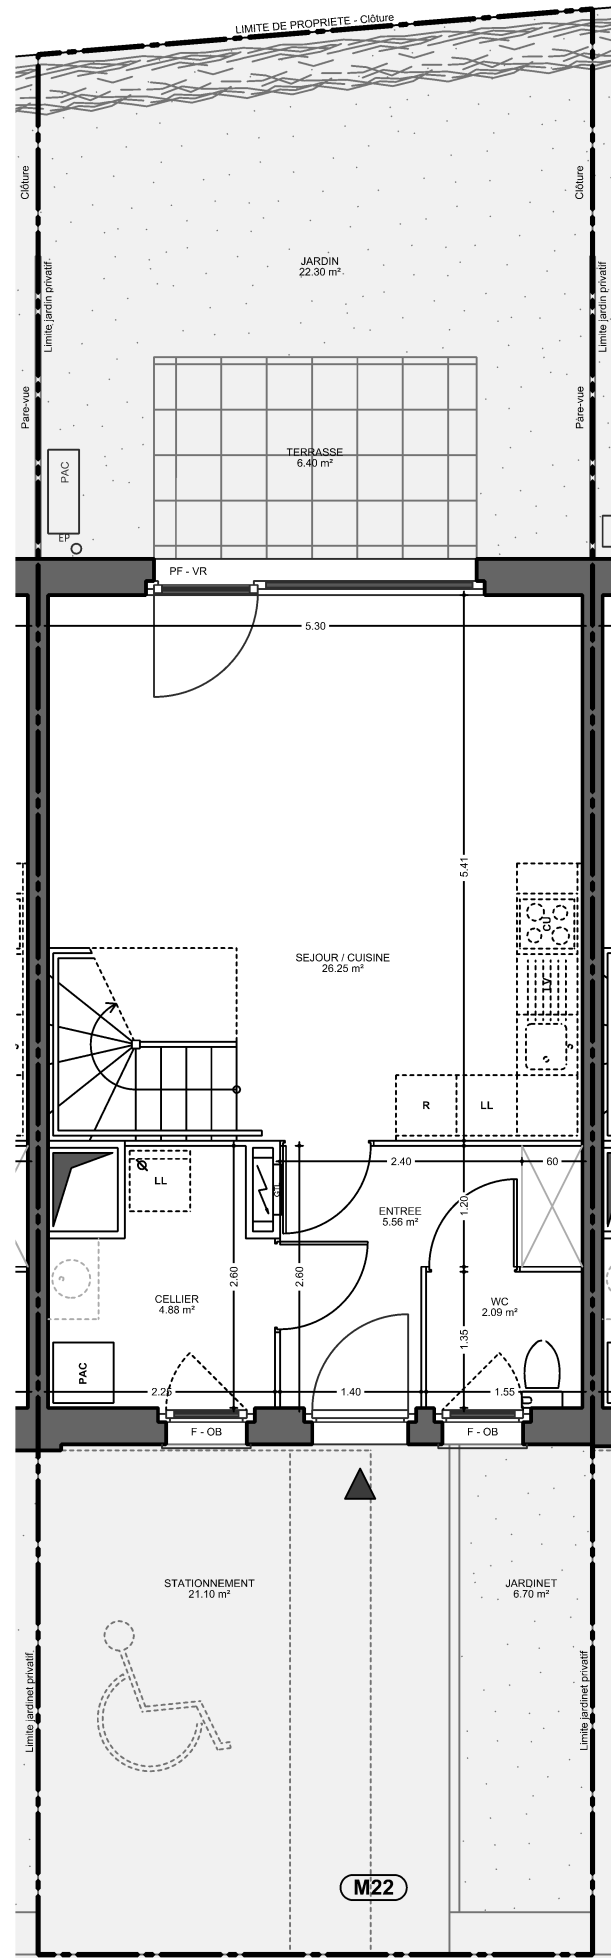 LIMITE DE PROPRIETE - Clôture
Clôture
Clôture
JARDIN
22.30 m²
Limite jardin privatif
Limite jardin privatif
Pare-vue
Pare-vue
TERRASSE
6.40 m²
PAC
EP
PF - VR
5.30
5.41
CU
SEJOUR / CUISINE
26.25 m²
LV
R
LL
LL
2.40
60
GTL
1.20
ENTREE
5.56 m²
2.60
2.60
CELLIER
4.88 m²
WC
2.09 m²
1.35
PAC
2.25
1.40
1.55
F - OB
F - OB
STATIONNEMENT
21.10 m²
JARDINET
6.70 m²
Limite jardinet privatif
Limite jardinet privatif
M22